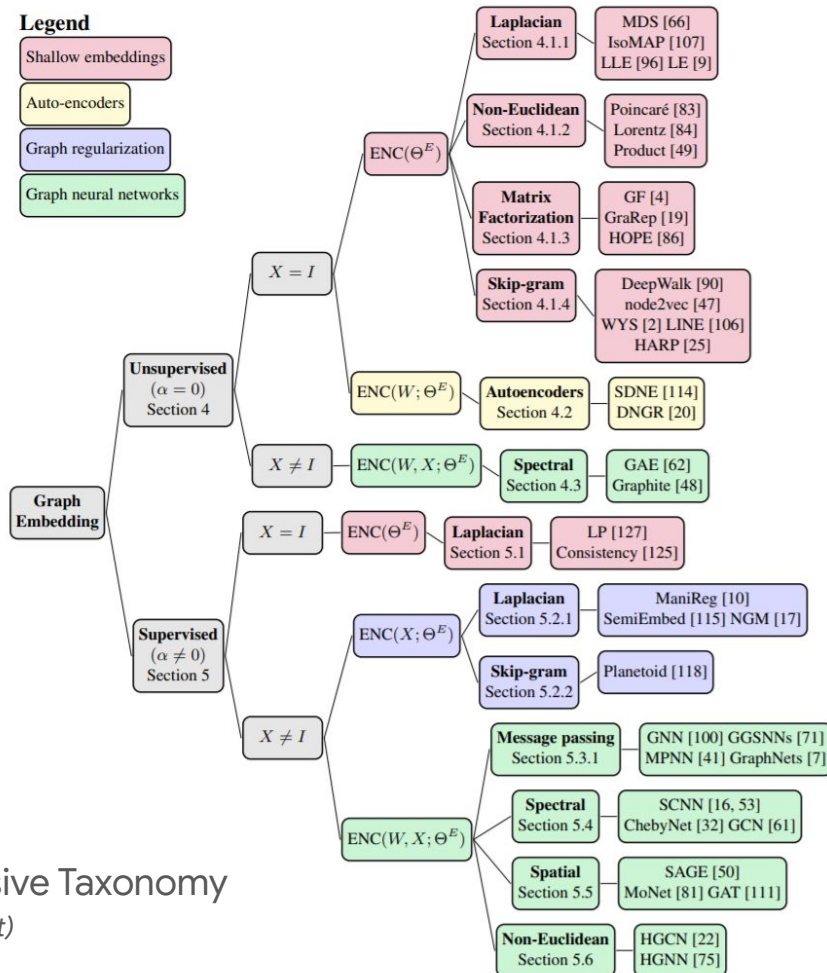 Legend
Shallow embeddings
Auto-encoders
Graph regularization
Graph neural networks
Graph
Embedding
Unsupervised
(α = 0)
Section 4
X = I
ENC(Θ^E)
Laplacian
Section 4.1.1
MDS [66]
IsoMAP [107]
LLE [96] LE [9]
Non-Euclidean
Section 4.1.2
Poincaré [83]
Lorentz [84]
Product [49]
Matrix
Factorization
Section 4.1.3
GF [4]
GraRep [19]
HOPE [86]
Skip-gram
Section 4.1.4
DeepWalk [90]
node2vec [47]
WYS [2] LINE [106]
HARP [25]
ENC(W; Θ^E)
Autoencoders
Section 4.2
SDNE [114]
DNGR [20]
X ≠ I
ENC(W, X; Θ^E)
Spectral
Section 4.3
GAE [62]
Graphite [48]
Supervised
(α ≠ 0)
Section 5
X = I
ENC(Θ^E)
Laplacian
Section 5.1
LP [127]
Consistency [125]
X ≠ I
ENC(X; Θ^E)
Laplacian
Section 5.2.1
ManiReg [10]
SemiEmbed [115] NGM [17]
Skip-gram
Section 5.2.2
Planetoid [118]
ENC(W, X; Θ^E)
Message passing
Section 5.3.1
GNN [100] GGSNNs [71]
MPNN [41] GraphNets [7]
Spectral
Section 5.4
SCNN [16, 53]
ChebyNet [32] GCN [61]
Spatial
Section 5.5
SAGE [50]
MoNet [81] GAT [111]
Non-Euclidean
Section 5.6
HGCN [22]
HGNN [75]
sive Taxonomy
t)